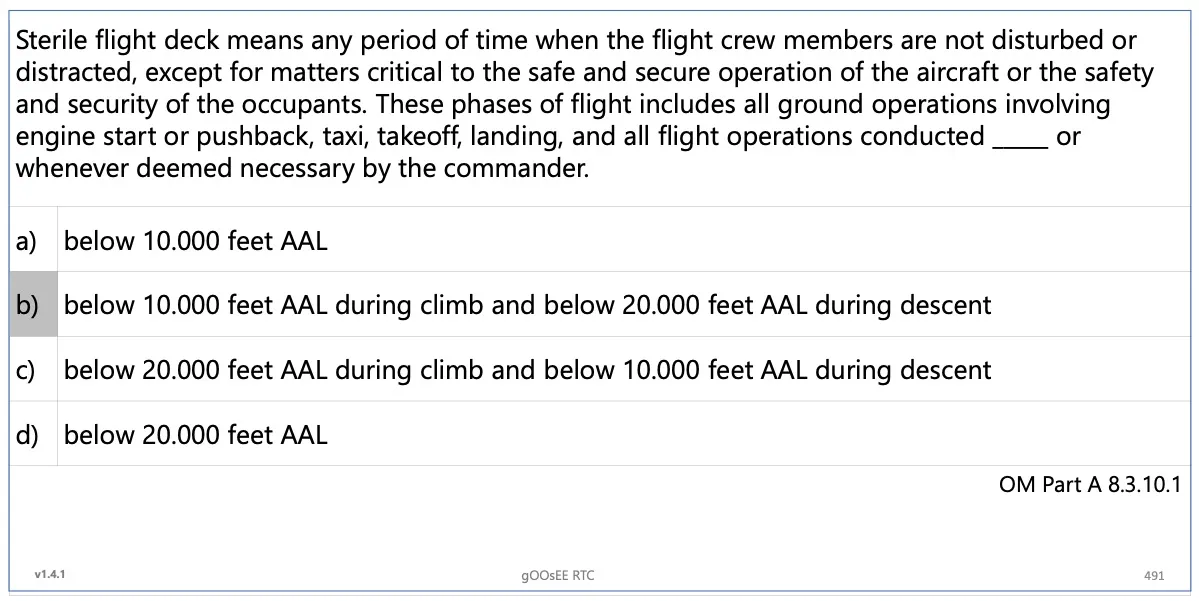 Sterile flight deck means any period of time when the flight crew members are not disturbed or
distracted, except for matters critical to the safe and secure operation of the aircraft or the safety
and security of the occupants. These phases of flight includes all ground operations involving
engine start or pushback, taxi, takeoff, landing, and all flight operations conducted _____ or
whenever deemed necessary by the commander.
a) below 10.000 feet AAL
b) below 10.000 feet AAL during climb and below 20.000 feet AAL during descent
c) below 20.000 feet AAL during climb and below 10.000 feet AAL during descent
d) below 20.000 feet AAL
OM Part A 8.3.10.1
v1.4.1 gOOsEE RTC 491